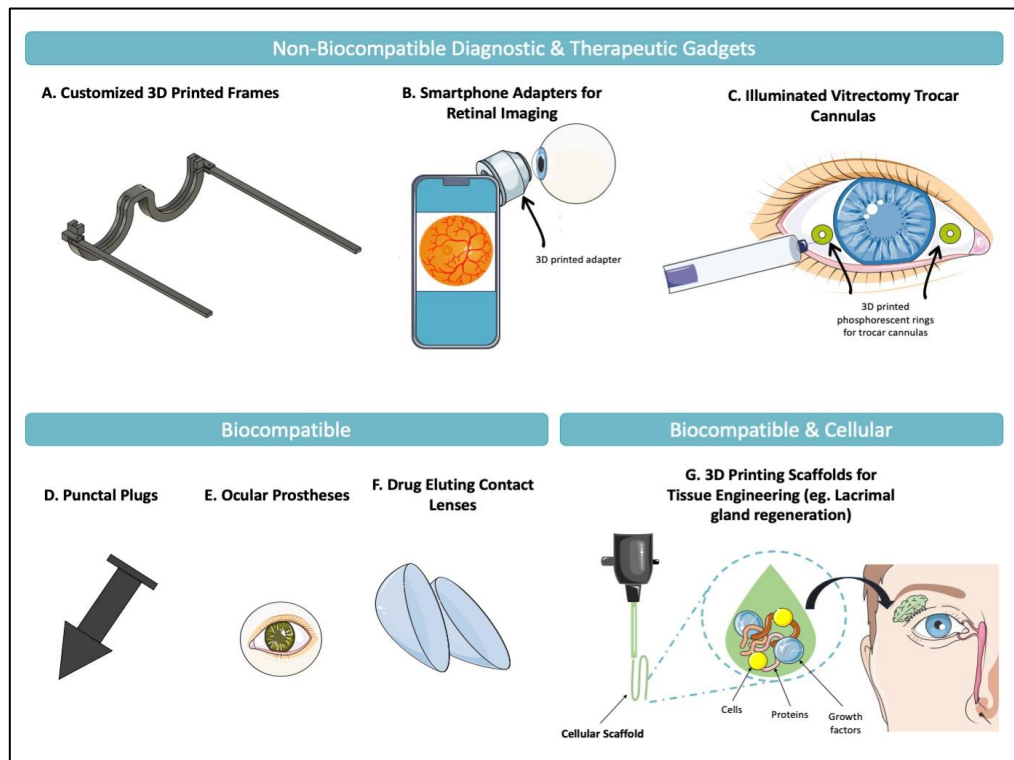 Non-Biocompatible Diagnostic & Therapeutic Gadgets
A. Customized 3D Printed Frames
B. Smartphone Adapters for
Retinal Imaging
3D printed adapter
C. Illuminated Vitrectomy Trocar
Cannulas
3D printed
phosphorescent rings
for trocar cannulas
Biocompatible
D. Punctal Plugs
E. Ocular Prostheses
F. Drug Eluting Contact
Lenses
Biocompatible & Cellular
G. 3D Printing Scaffolds for
Tissue Engineering (eg. Lacrimal
gland regeneration)
Cells
Proteins
Growth
factors
Cellular Scaffold